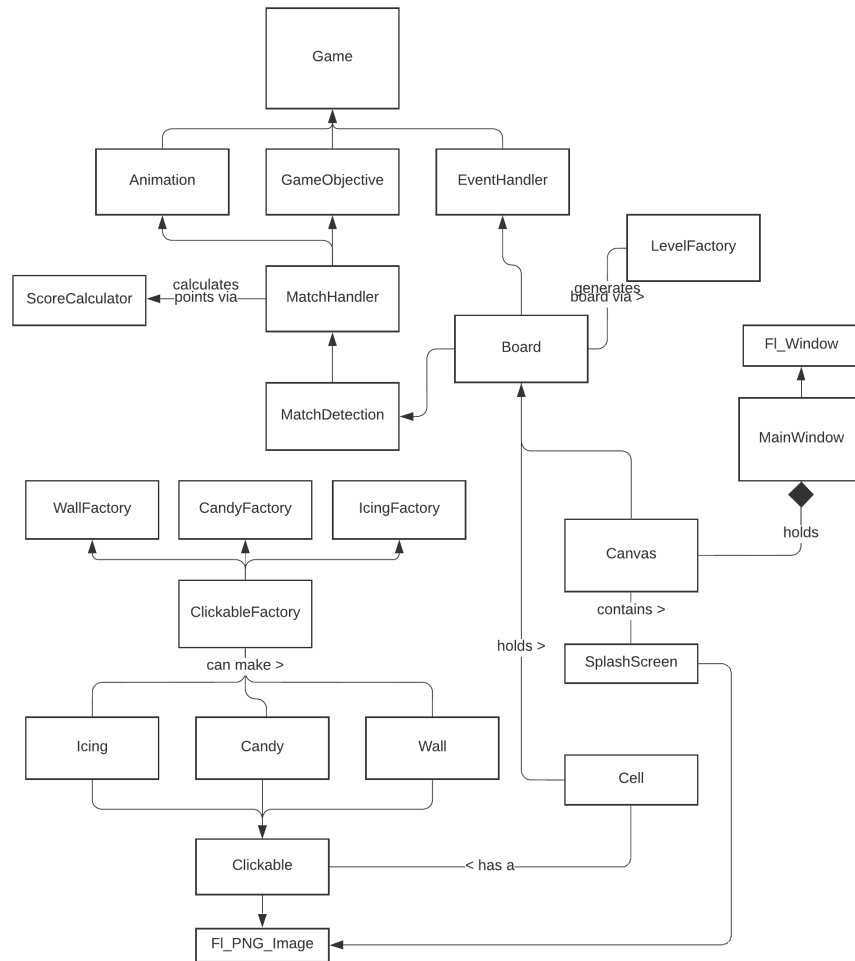 Game
Animation
GameObjective
EventHandler
LevelFactory
ScoreCalculator
calculates
points via
MatchHandler
generates
board via >
Board
Fl_Window
MatchDetection
MainWindow
WallFactory
CandyFactory
IcingFactory
holds
Canvas
ClickableFactory
contains >
holds >
SplashScreen
can make >
Icing
Candy
Wall
Cell
Clickable
< has a
Fl_PNG_Image